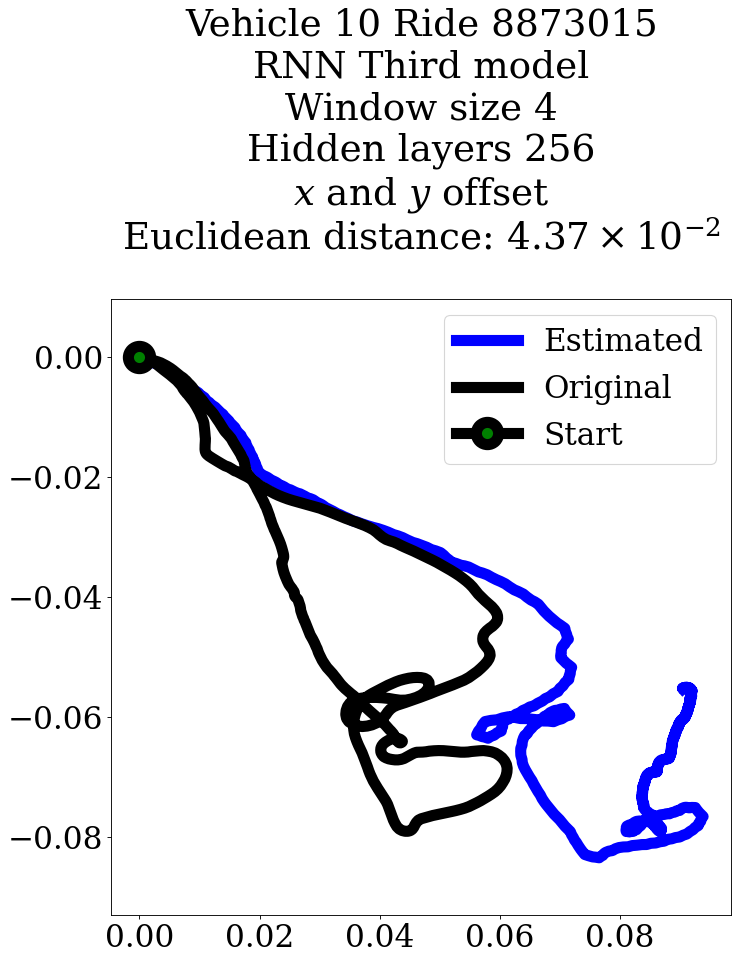 Vehicle 10 Ride 8873015
RNN Third model
Window size 4
Hidden layers 256
x and y offset
Euclidean distance: 4.37 × 10⁻²
Estimated
Original
Start
0.00
−0.02
−0.04
−0.06
−0.08
0.00 0.02 0.04 0.06 0.08